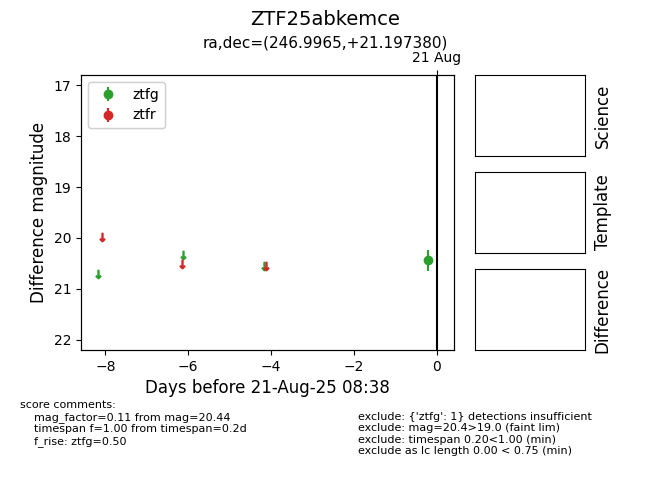 ZTF25abkemce
ra,dec=(246.9965,+21.197380)
21 Aug
ztfg
ztfr
17
18
19
20
21
22
Difference magnitude
−8
−6
−4
−2
0
Days before 21-Aug-25 08:38
Science
Template
Difference
score comments:
mag_factor=0.11 from mag=20.44
timespan f=1.00 from timespan=0.2d
f_rise: ztfg=0.50
exclude: {'ztfg': 1} detections insufficient
exclude: mag=20.4>19.0 (faint lim)
exclude: timespan 0.20<1.00 (min)
exclude as lc length 0.00 < 0.75 (min)